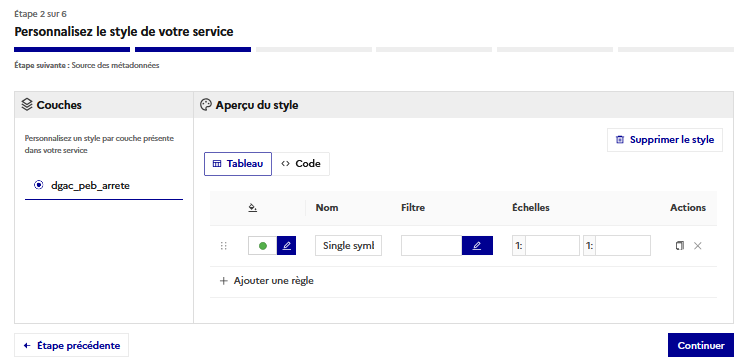 Étape 2 sur 6
Personnalisez le style de votre service
Étape suivante : Source des métadonnées
Couches
Aperçu du style
Personnalisez un style par couche présente
dans votre service
dgac_peb_arrete
Supprimer le style
Tableau
Code
Nom
Filtre
Échelles
Actions
Single symb
1:
1:
Ajouter une règle
Étape précédente
Continuer